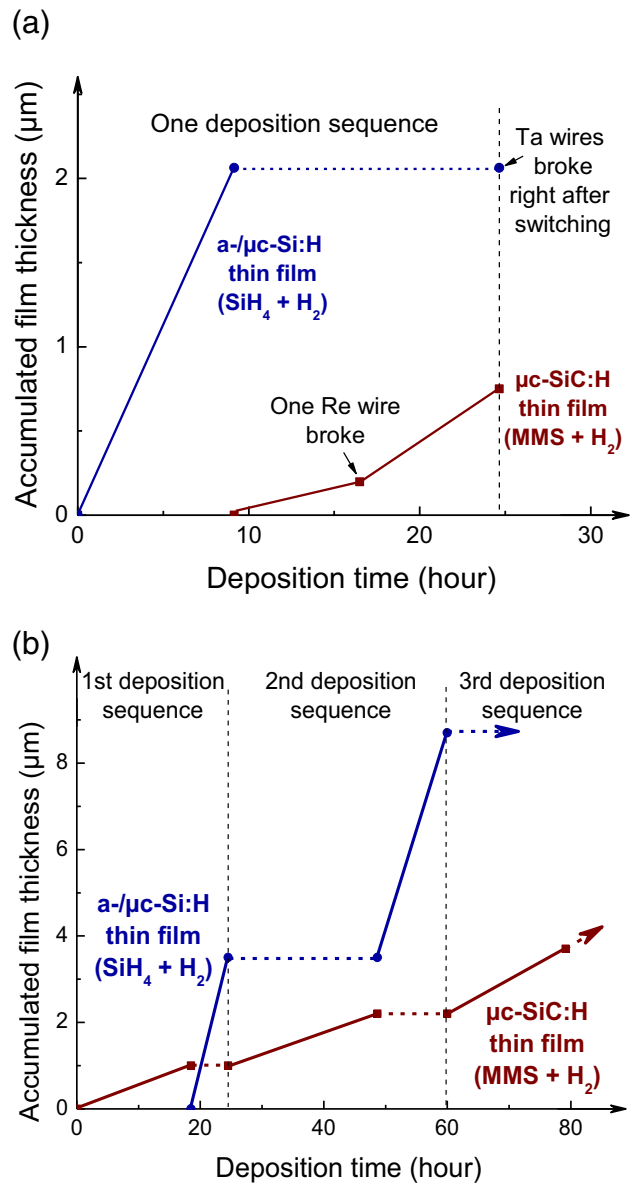 (a)
Accumulated film thickness (µm)
One deposition sequence
Ta wires
broke
right after
switching
a-/µc-Si:H
thin film
(SiH₄ + H₂)
One Re wire
broke
µc-SiC:H
thin film
(MMS + H₂)
2
1
0
0 10 20 30
Deposition time (hour)
(b)
Accumulated film thickness (µm)
1st deposition
sequence
2nd deposition
sequence
3rd deposition
sequence
a-/µc-Si:H
thin film
(SiH₄ + H₂)
µc-SiC:H
thin film
(MMS + H₂)
8
6
4
2
0
0 20 40 60 80
Deposition time (hour)